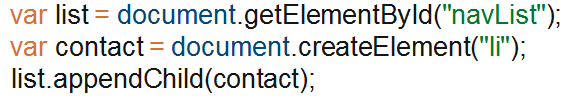 var list = document.getElementById("navList");
var contact = document.createElement("li");
list.appendChild(contact);